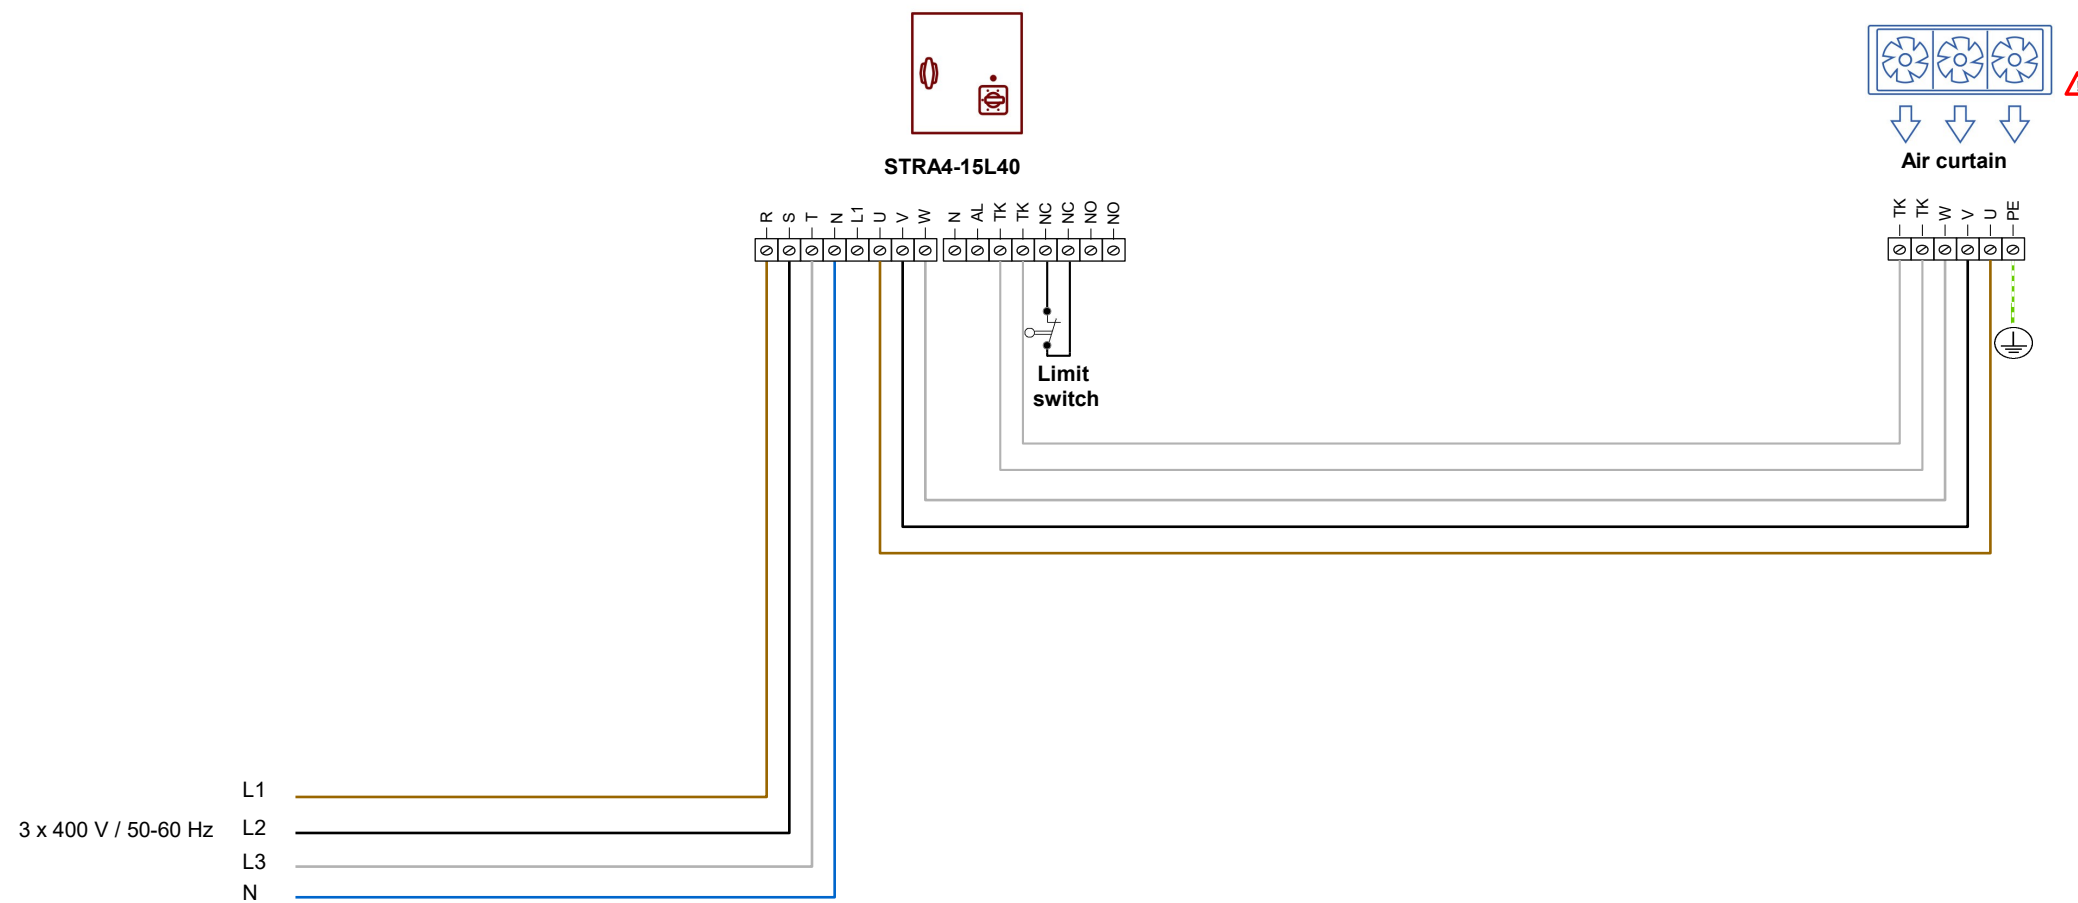 STRA4-15L40
Air curtain
R S T N L1 U V W N AL TK TK NC NC NO NO
TK TK W V U PE
Limit
switch
L1
3 x 400 V / 50-60 Hz L2
L3
N